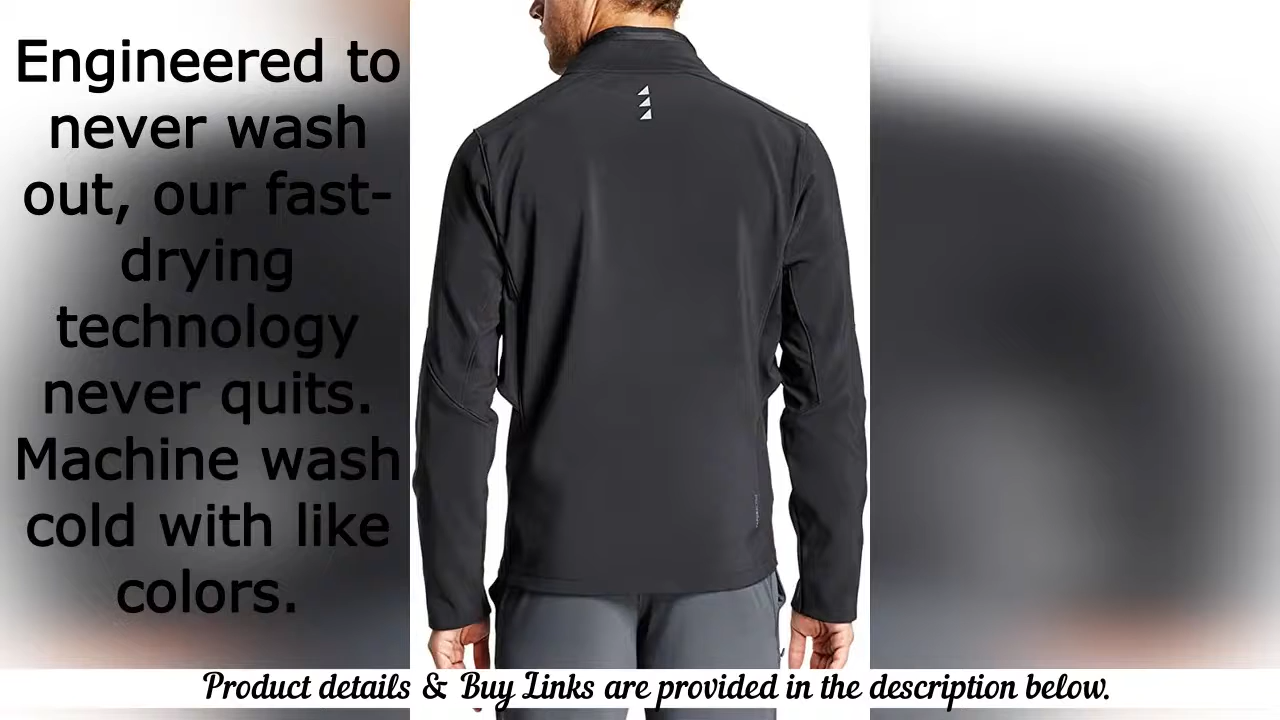 Engineered to
never wash
out, our fast-
drying
technology
never quits.
Machine wash
cold with like
colors.
Product details & Buy Links are provided in the description below.